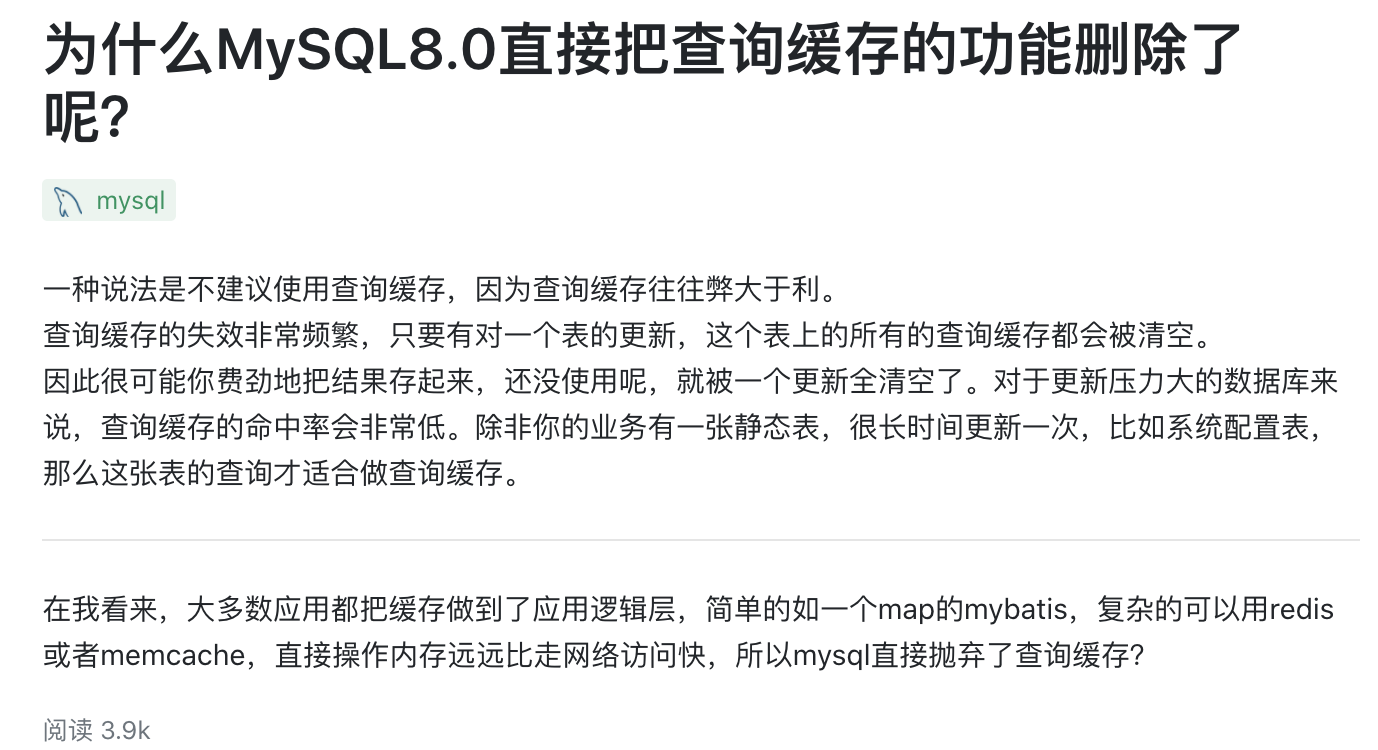 为什么MySQL8.0直接把查询缓存的功能删除了
呢?
mysql
一种说法是不建议使用查询缓存，因为查询缓存往往弊大于利。
查询缓存的失效非常频繁，只要有对一个表的更新，这个表上的所有的查询缓存都会被清空。
因此很可能你费劲地把结果存起来，还没使用呢，就被一个更新全清空了。对于更新压力大的数据库来
说，查询缓存的命中率会非常低。除非你的业务有一张静态表，很长时间更新一次，比如系统配置表，
那么这张表的查询才适合做查询缓存。
在我看来，大多数应用都把缓存做到了应用逻辑层，简单的如一个map的mybatis，复杂的可以用redis
或者memcache，直接操作内存远远比走网络访问快，所以mysql直接抛弃了查询缓存?
阅读 3.9k